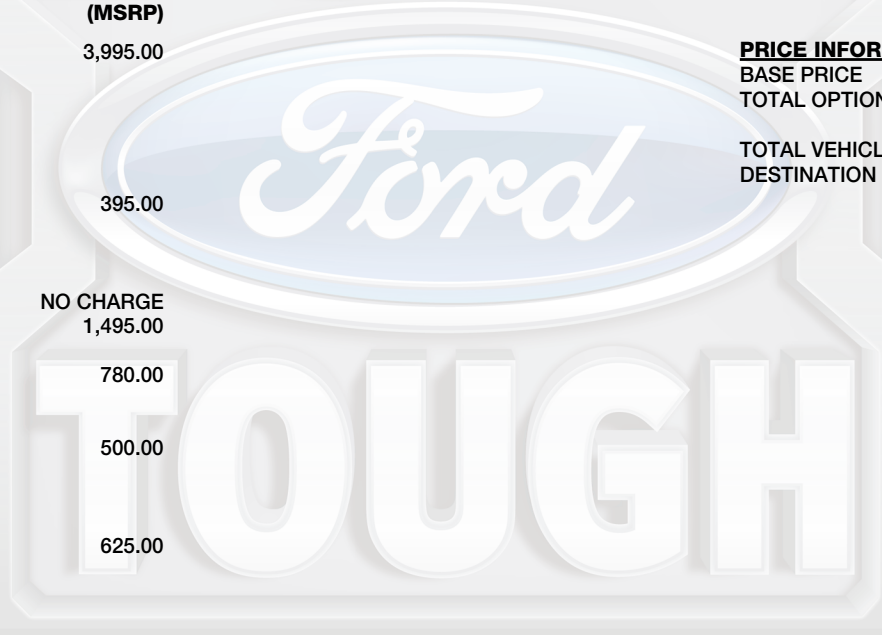 (MSRP)
3,995.00
395.00
NO CHARGE
1,495.00
780.00
500.00
625.00
PRICE INFOR
BASE PRICE
TOTAL OPTION
TOTAL VEHICL
DESTINATION
Ford
TOUGH